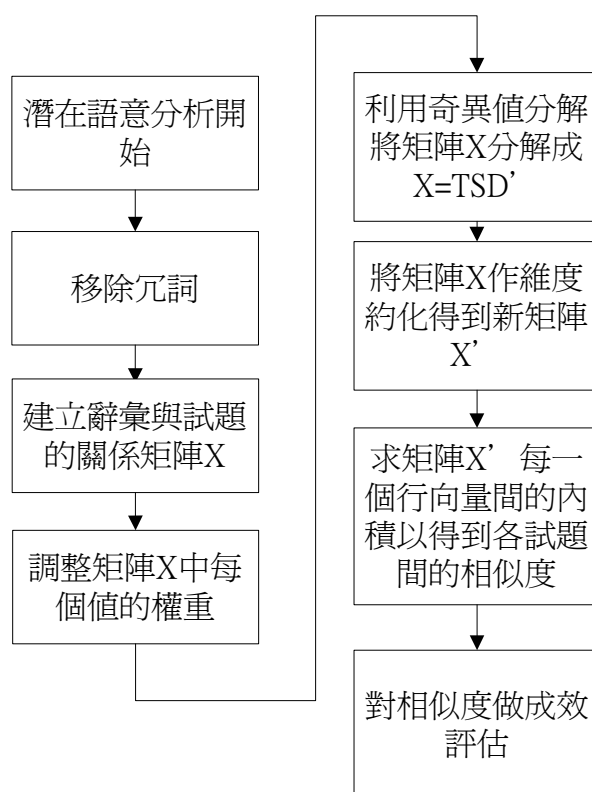 潛在語意分析開
始
移除冗詞
建立辭彙與試題
的關係矩陣X
調整矩陣X中每
個值的權重
利用奇異值分解
將矩陣X分解成
X=TSD’
將矩陣X作維度
約化得到新矩陣
X’
求矩陣X’ 每一
個行向量間的內
積以得到各試題
間的相似度
對相似度做成效
評估